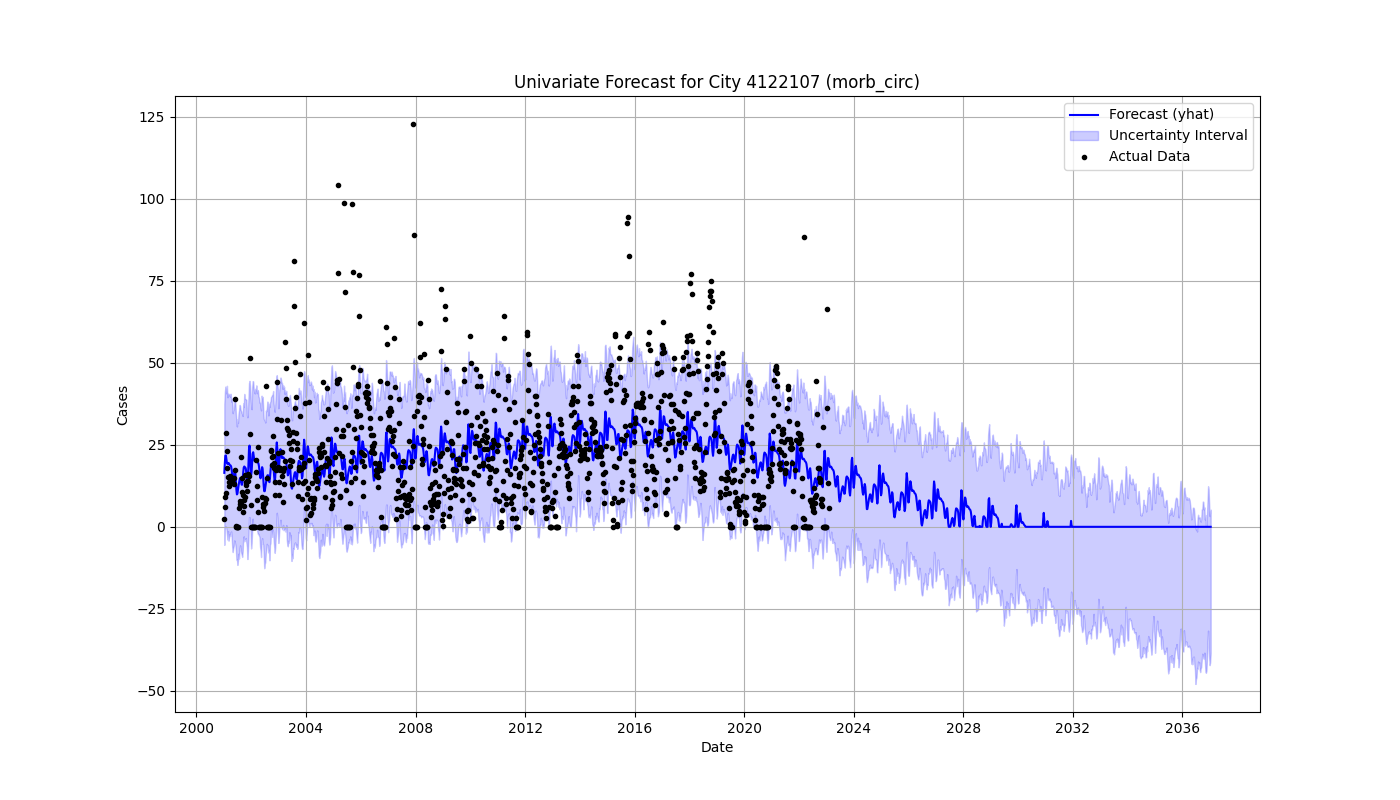 Univariate Forecast for City 4122107 (morb_circ)
Forecast (yhat)
Uncertainty Interval
Actual Data
Cases
125
100
75
50
25
0
−25
−50
2000 2004 2008 2012 2016 2020 2024 2028 2032 2036
Date